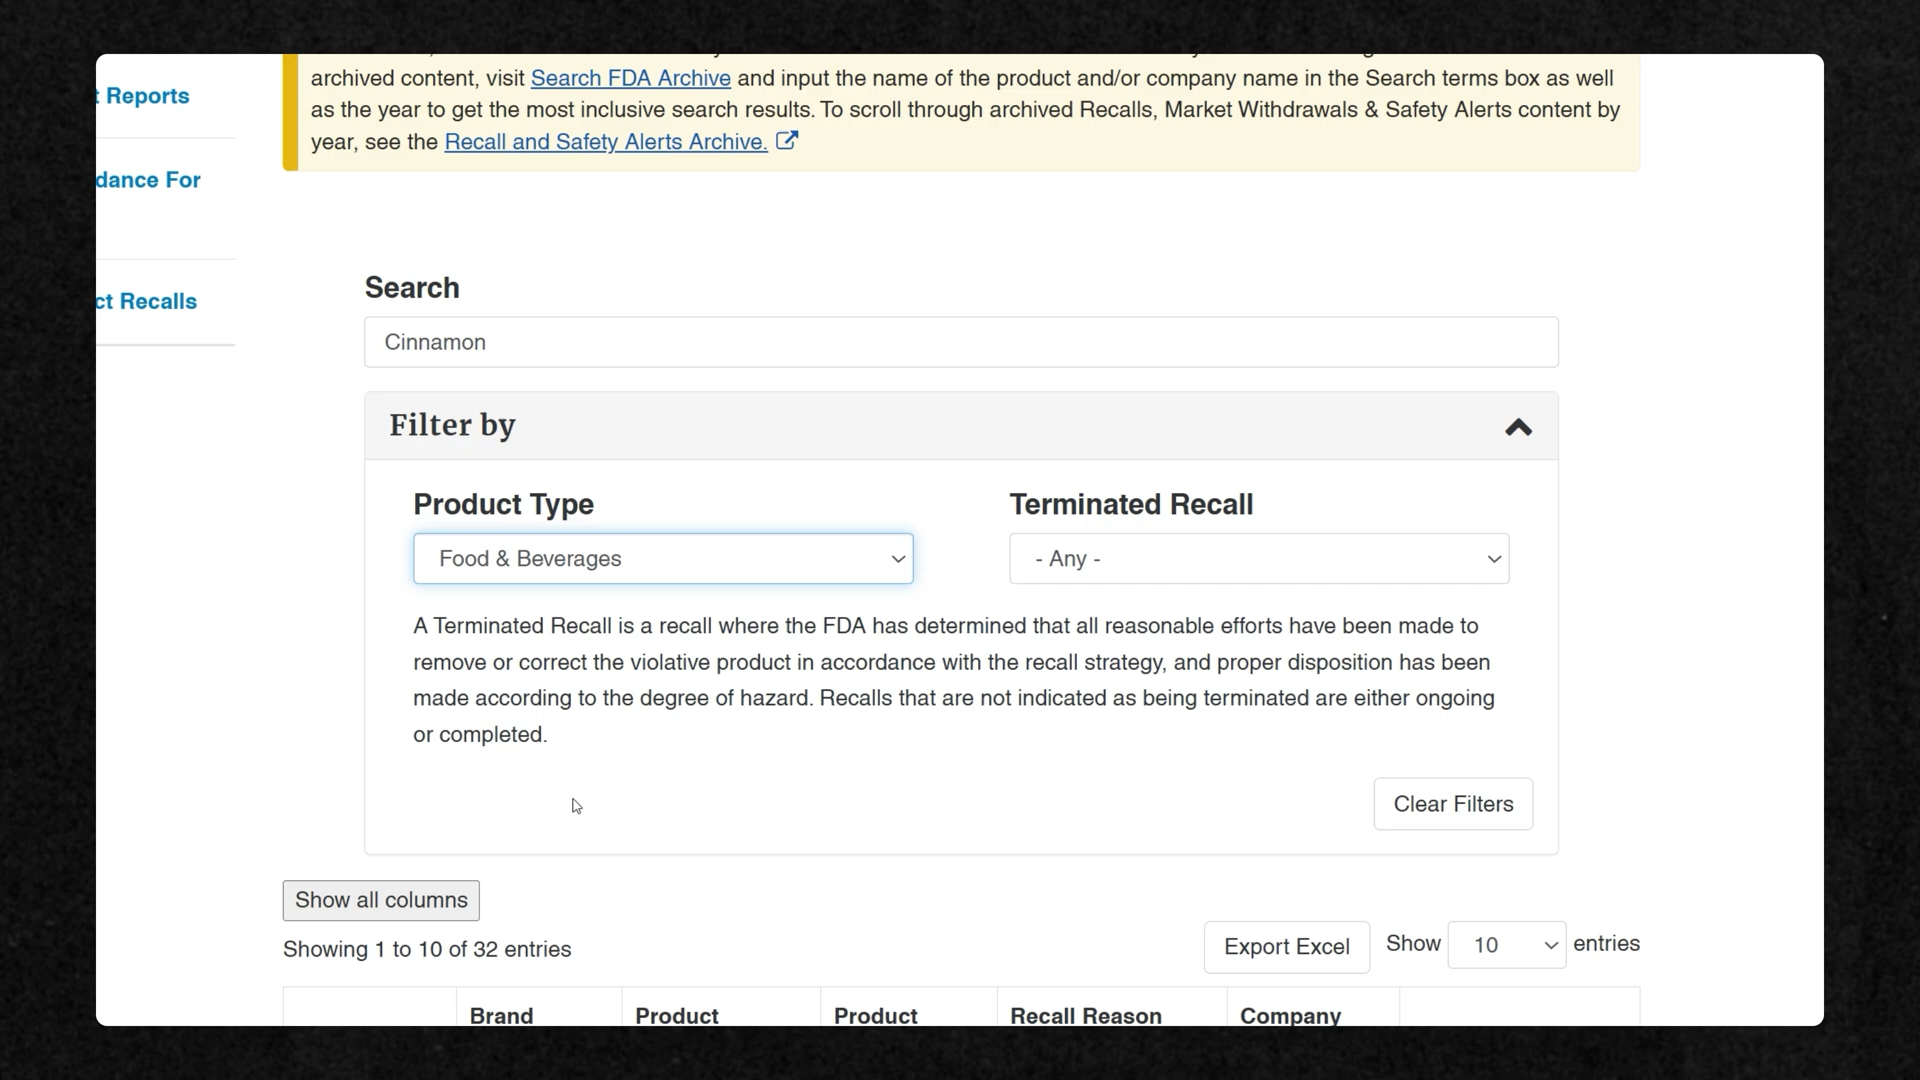 archived content, visit Search FDA Archive and input the name of the product and/or company name in the Search terms box as well
as the year to get the most inclusive search results. To scroll through archived Recalls, Market Withdrawals & Safety Alerts content by
year, see the Recall and Safety Alerts Archive.
Reports
dance For
ct Recalls
Search
Cinnamon
Filter by
Product Type
Terminated Recall
Food & Beverages
- Any -
A Terminated Recall is a recall where the FDA has determined that all reasonable efforts have been made to
remove or correct the violative product in accordance with the recall strategy, and proper disposition has been
made according to the degree of hazard. Recalls that are not indicated as being terminated are either ongoing
or completed.
Clear Filters
Show all columns
Showing 1 to 10 of 32 entries
Export Excel
Show 10 entries
Brand Product Product Recall Reason Company